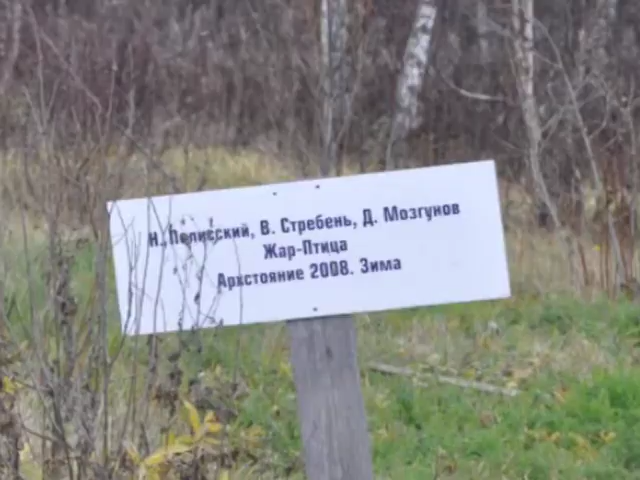 Н. Полисский, В. Стребень, Д. Мозгунов
Жар-Птица
Архстояние 2008. Зима